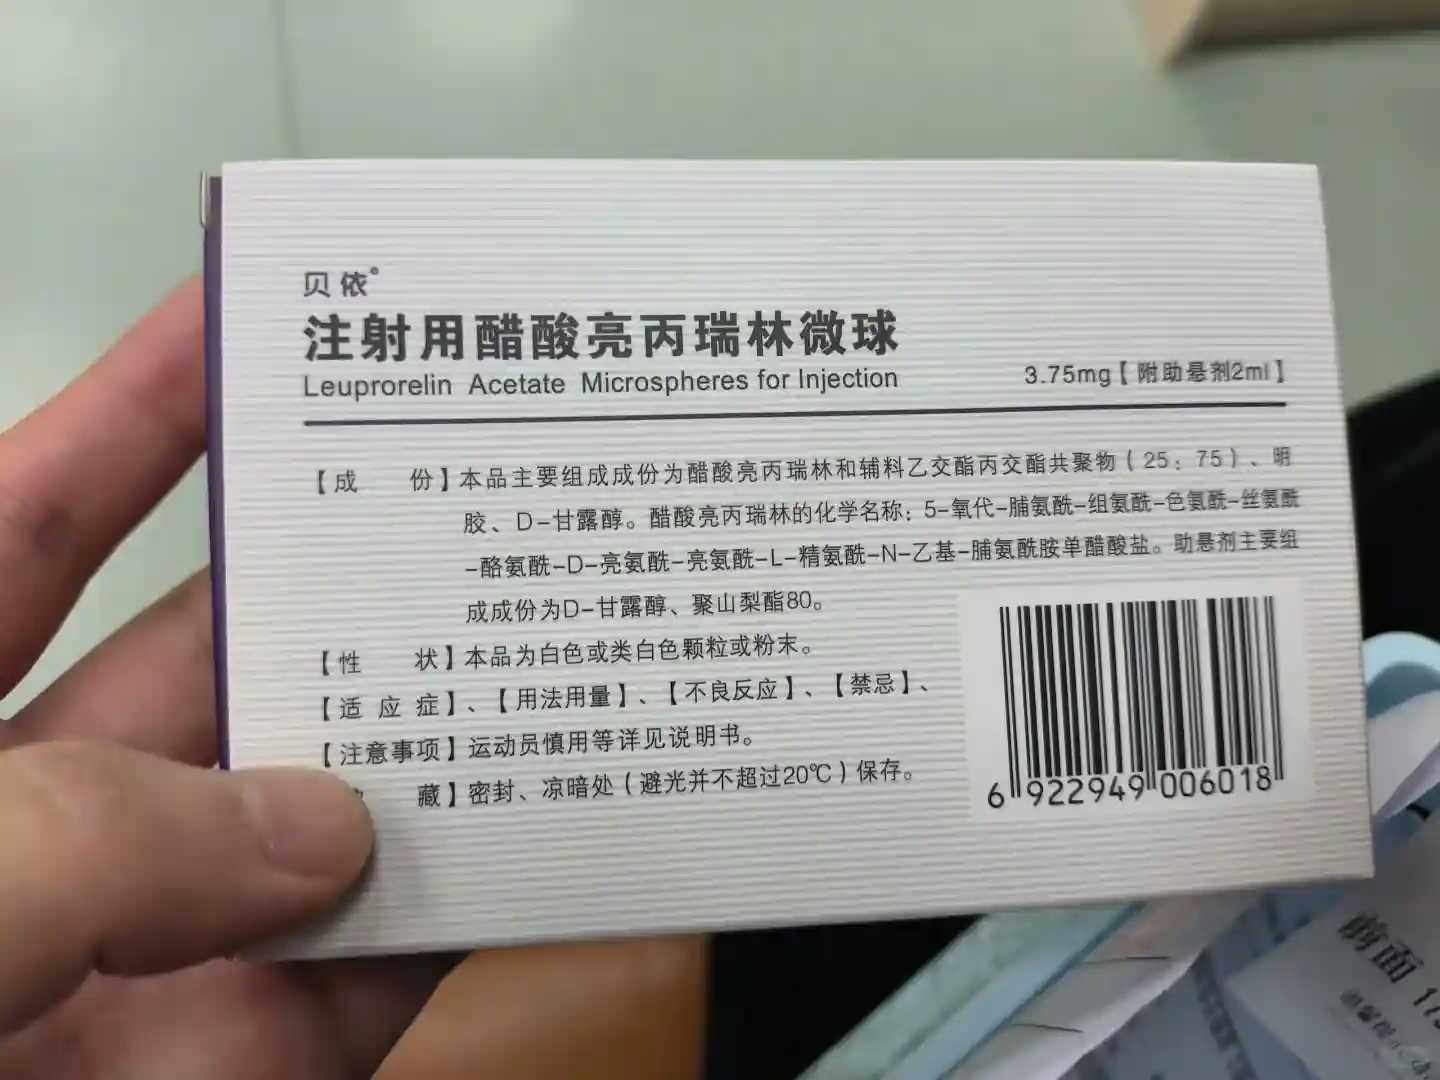 贝依®
注射用醋酸亮丙瑞林微球
Leuprorelin Acetate Microspheres for Injection
3.75mg【附助悬剂2ml】
【成 份】本品主要组成成份为醋酸亮丙瑞林和辅料乙交酯丙交酯共聚物（25：75）、明
胶、D-甘露醇。醋酸亮丙瑞林的化学名称：5-氧代-脯氨酰-组氨酰-色氨酰-丝氨酰
-酪氨酰-D-亮氨酰-亮氨酰-L-精氨酰-N-乙基-脯氨酰胺单醋酸盐。助悬剂主要组
成成份为D-甘露醇、聚山梨酯80。
【性 状】本品为白色或类白色颗粒或粉末。
【适 应 症】、【用法用量】、【不良反应】、【禁忌】、
【注意事项】运动员慎用等详见说明书。
藏】密封、凉暗处（避光并不超过20℃）保存。
6 922949 006018
前面 1